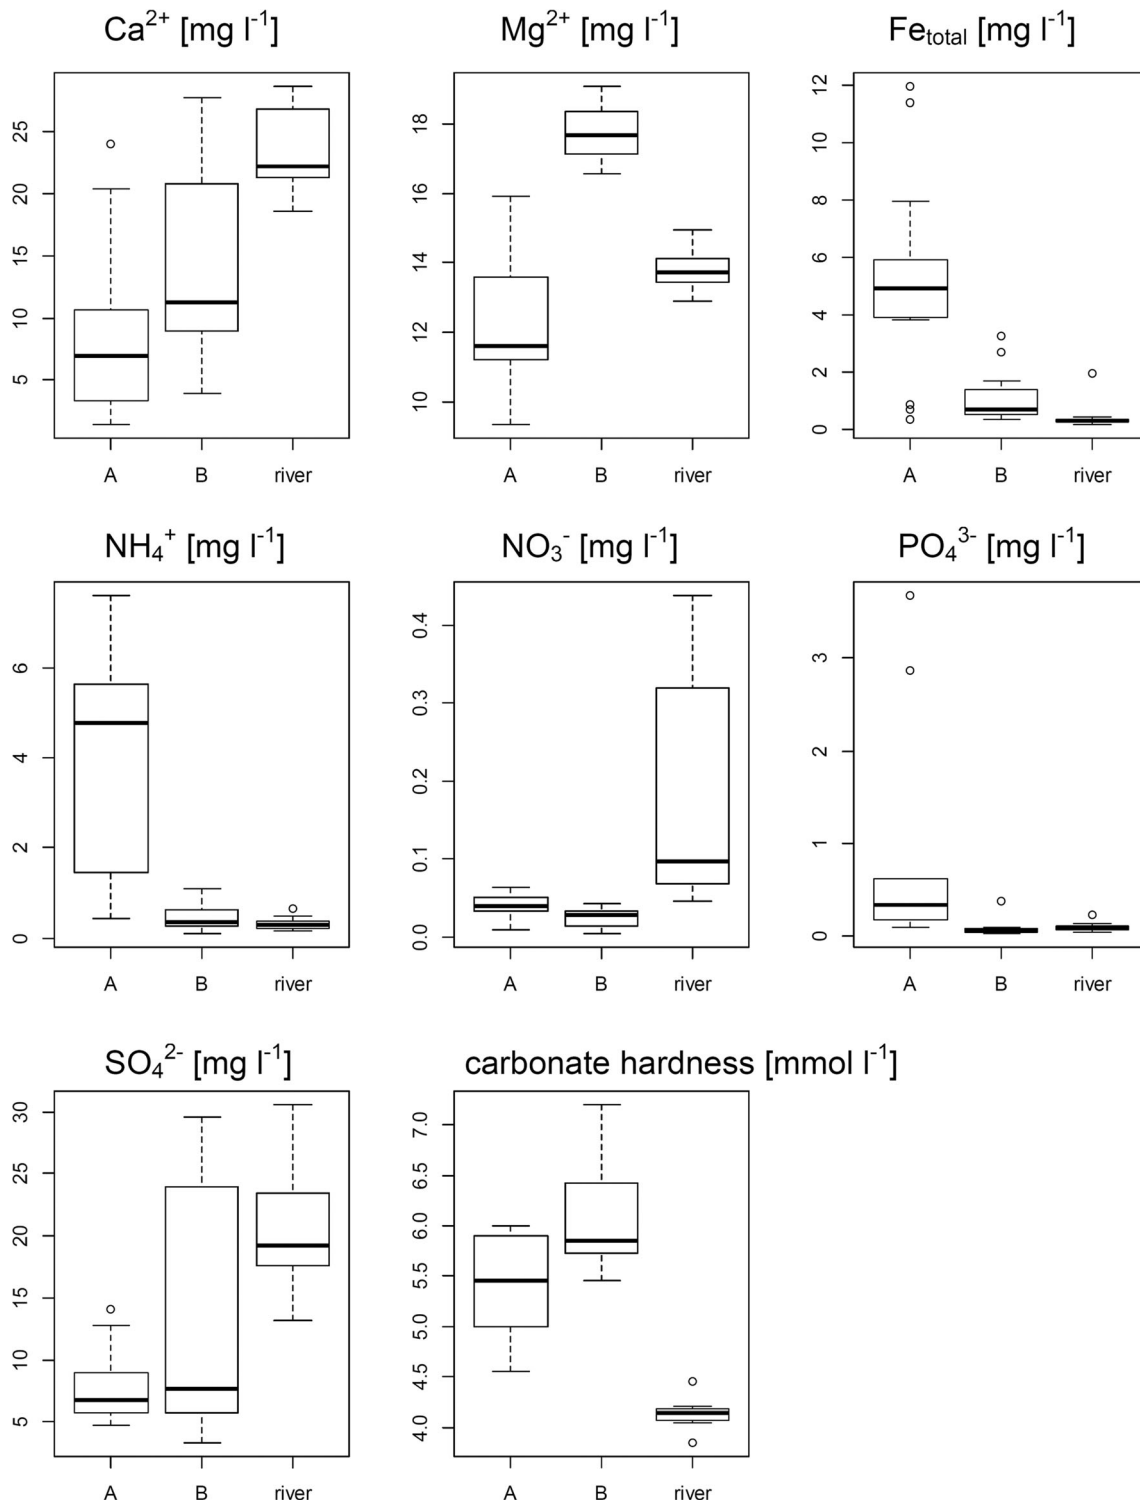 Ca²⁺ [mg l⁻¹]
25
20
15
10
5
A B river
Mg²⁺ [mg l⁻¹]
18
16
14
12
10
A B river
Fe_total [mg l⁻¹]
12
10
8
6
4
2
0
A B river
NH₄⁺ [mg l⁻¹]
6
4
2
0
A B river
NO₃⁻ [mg l⁻¹]
0.4
0.3
0.2
0.1
0.0
A B river
PO₄³⁻ [mg l⁻¹]
3
2
1
0
A B river
SO₄²⁻ [mg l⁻¹]
30
25
20
15
10
5
A B river
carbonate hardness [mmol l⁻¹]
7.0
6.5
6.0
5.5
5.0
4.5
4.0
A B river